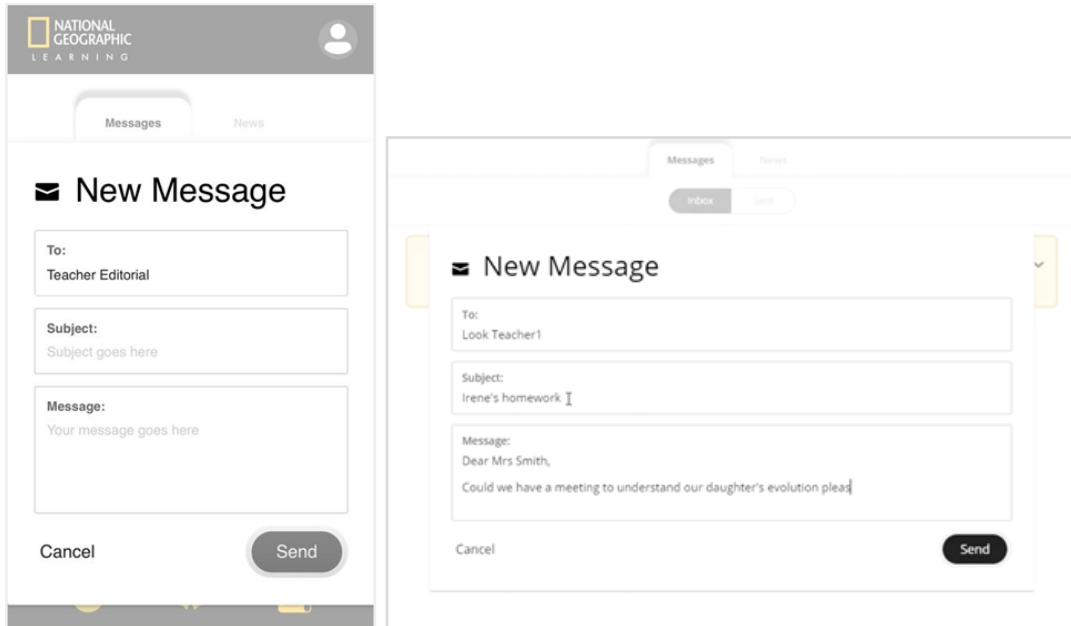 NATIONAL
GEOGRAPHIC
LEARNING
Messages News
New Message
To:
Teacher Editorial
Subject:
Subject goes here
Message:
Your message goes here
Cancel Send
Messages News
Inbox Sent
New Message
To:
Look Teacher1
Subject:
Irene's homework
Message:
Dear Mrs Smith,
Could we have a meeting to understand our daughter's evolution pleas
Cancel Send